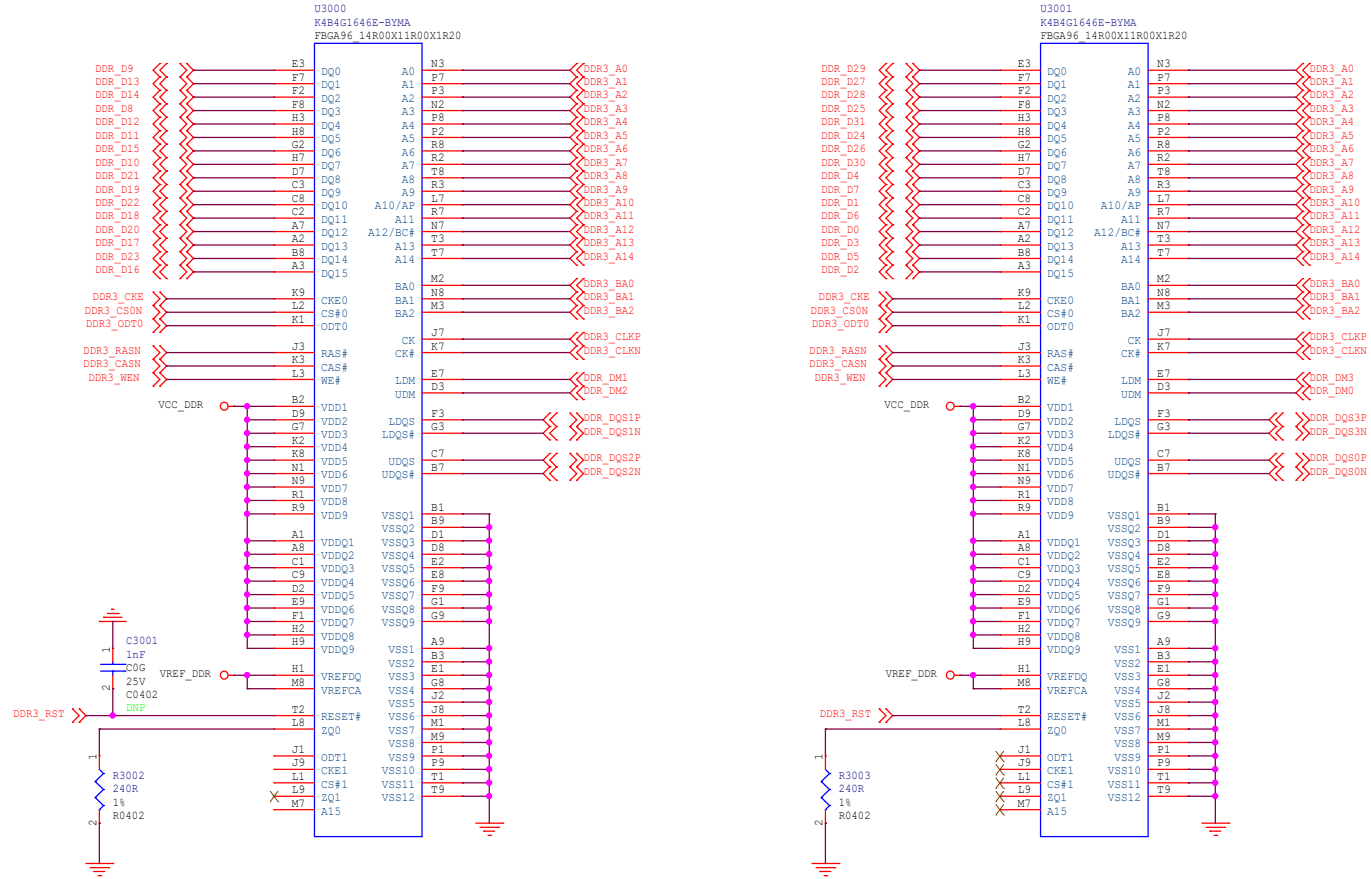 U3000
K4B4G1646E-BYMA
FBGA96_14R00X11R00X1R20
DDR_D9 E3 DQ0 A0 N3 DDR3_A0
DDR_D13 F7 DQ1 A1 P7 DDR3_A1
DDR_D14 F2 DQ2 A2 P3 DDR3_A2
DDR_D8 F8 DQ3 A3 N2 DDR3_A3
DDR_D12 H3 DQ4 A4 P8 DDR3_A4
DDR_D11 H8 DQ5 A5 P2 DDR3_A5
DDR_D15 G2 DQ6 A6 R8 DDR3_A6
DDR_D10 H7 DQ7 A7 R2 DDR3_A7
DDR_D21 D7 DQ8 A8 T8 DDR3_A8
DDR_D19 C3 DQ9 A9 R3 DDR3_A9
DDR_D22 C8 DQ10 A10/AP L7 DDR3_A10
DDR_D18 C2 DQ11 A11 R7 DDR3_A11
DDR_D20 A7 DQ12 A12/BC# N7 DDR3_A12
DDR_D17 A2 DQ13 A13 T3 DDR3_A13
DDR_D23 B8 DQ14 A14 T7 DDR3_A14
DDR_D16 A3 DQ15
BA0 M2 DDR3_BA0
DDR3_CKE K9 CKE0 BA1 N8 DDR3_BA1
DDR3_CS0N L2 CS#0 BA2 M3 DDR3_BA2
DDR3_ODT0 K1 ODT0
CK J7 DDR3_CLKP
DDR3_RASN J3 RAS# CK# K7 DDR3_CLKN
DDR3_CASN K3 CAS#
DDR3_WEN L3 WE# LDM E7 DDR_DM1
UDM D3 DDR_DM2
VCC_DDR B2 VDD1
D9 VDD2 LDQS F3 DDR_DQS1P
G7 VDD3 LDQS# G3 DDR_DQS1N
K2 VDD4
K8 VDD5 UDQS C7 DDR_DQS2P
N1 VDD6 UDQS# B7 DDR_DQS2N
N9 VDD7
R1 VDD8
R9 VDD9 VSSQ1 B1
VSSQ2 B9
A1 VDDQ1 VSSQ3 D1
A8 VDDQ2 VSSQ4 D8
C1 VDDQ3 VSSQ5 E2
C9 VDDQ4 VSSQ6 E8
D2 VDDQ5 VSSQ7 F9
E9 VDDQ6 VSSQ8 G1
F1 VDDQ7 VSSQ9 G9
H2 VDDQ8
H9 VDDQ9 VSS1 A9
VSS2 B3
VREF_DDR H1 VREFDQ VSS3 E1
M8 VREFCA VSS4 G8
VSS5 J2
DDR3_RST T2 RESET# VSS6 J8
L8 ZQ0 VSS7 M1
VSS8 M9
J1 ODT1 VSS9 P1
J9 CKE1 VSS10 P9
L1 CS#1 VSS11 T1
L9 ZQ1 VSS12 T9
M7 A15
1
C3001
1nF
C0G
25V
C0402
DNP
2
1
R3002
240R
1%
R0402
2
U3001
K4B4G1646E-BYMA
FBGA96_14R00X11R00X1R20
DDR_D29 E3 DQ0 A0 N3 DDR3_A0
DDR_D27 F7 DQ1 A1 P7 DDR3_A1
DDR_D28 F2 DQ2 A2 P3 DDR3_A2
DDR_D25 F8 DQ3 A3 N2 DDR3_A3
DDR_D31 H3 DQ4 A4 P8 DDR3_A4
DDR_D24 H8 DQ5 A5 P2 DDR3_A5
DDR_D26 G2 DQ6 A6 R8 DDR3_A6
DDR_D30 H7 DQ7 A7 R2 DDR3_A7
DDR_D4 D7 DQ8 A8 T8 DDR3_A8
DDR_D7 C3 DQ9 A9 R3 DDR3_A9
DDR_D1 C8 DQ10 A10/AP L7 DDR3_A10
DDR_D6 C2 DQ11 A11 R7 DDR3_A11
DDR_D0 A7 DQ12 A12/BC# N7 DDR3_A12
DDR_D3 A2 DQ13 A13 T3 DDR3_A13
DDR_D5 B8 DQ14 A14 T7 DDR3_A14
DDR_D2 A3 DQ15
BA0 M2 DDR3_BA0
DDR3_CKE K9 CKE0 BA1 N8 DDR3_BA1
DDR3_CS0N L2 CS#0 BA2 M3 DDR3_BA2
DDR3_ODT0 K1 ODT0
CK J7 DDR3_CLKP
DDR3_RASN J3 RAS# CK# K7 DDR3_CLKN
DDR3_CASN K3 CAS#
DDR3_WEN L3 WE# LDM E7 DDR_DM3
UDM D3 DDR_DM0
VCC_DDR B2 VDD1
D9 VDD2 LDQS F3 DDR_DQS3P
G7 VDD3 LDQS# G3 DDR_DQS3N
K2 VDD4
K8 VDD5 UDQS C7 DDR_DQS0P
N1 VDD6 UDQS# B7 DDR_DQS0N
N9 VDD7
R1 VDD8
R9 VDD9 VSSQ1 B1
VSSQ2 B9
A1 VDDQ1 VSSQ3 D1
A8 VDDQ2 VSSQ4 D8
C1 VDDQ3 VSSQ5 E2
C9 VDDQ4 VSSQ6 E8
D2 VDDQ5 VSSQ7 F9
E9 VDDQ6 VSSQ8 G1
F1 VDDQ7 VSSQ9 G9
H2 VDDQ8
H9 VDDQ9 VSS1 A9
VSS2 B3
VREF_DDR H1 VREFDQ VSS3 E1
M8 VREFCA VSS4 G8
VSS5 J2
DDR3_RST T2 RESET# VSS6 J8
L8 ZQ0 VSS7 M1
VSS8 M9
J1 ODT1 VSS9 P1
J9 CKE1 VSS10 P9
L1 CS#1 VSS11 T1
L9 ZQ1 VSS12 T9
M7 A15
1
R3003
240R
1%
R0402
2